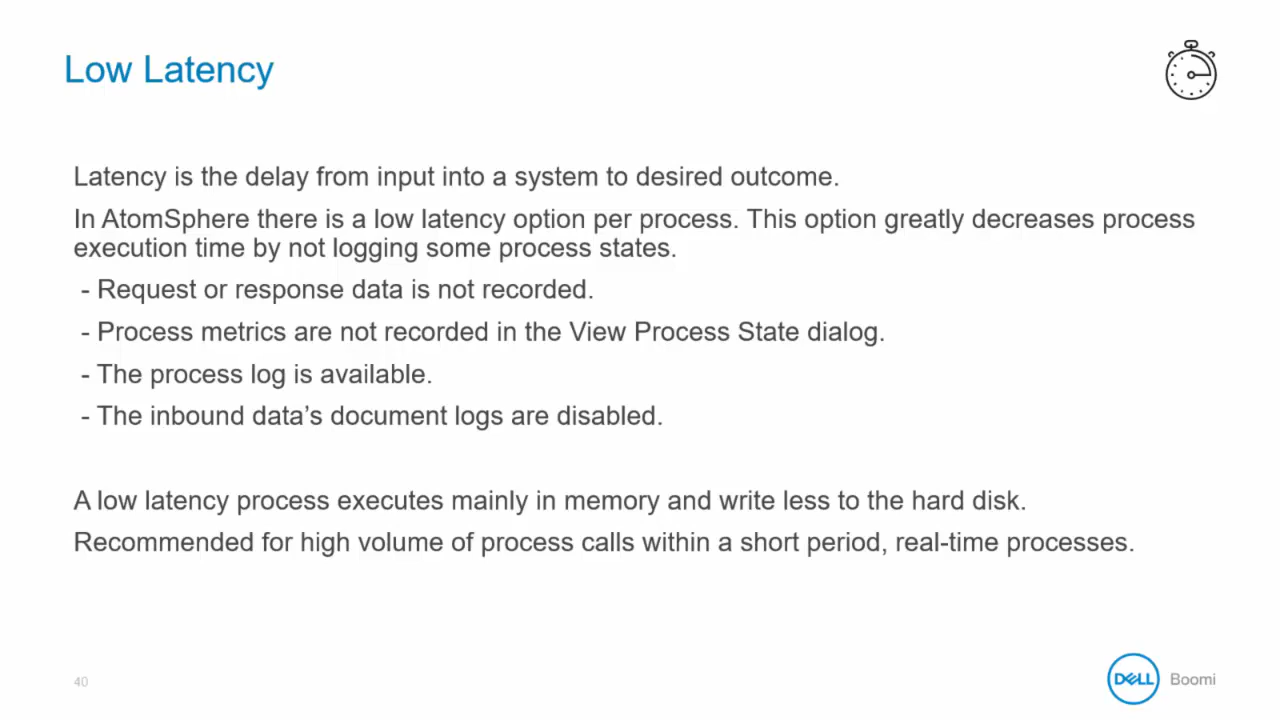 Low Latency
Latency is the delay from input into a system to desired outcome.
In AtomSphere there is a low latency option per process. This option greatly decreases process
execution time by not logging some process states.
- Request or response data is not recorded.
- Process metrics are not recorded in the View Process State dialog.
- The process log is available.
- The inbound data’s document logs are disabled.
A low latency process executes mainly in memory and write less to the hard disk.
Recommended for high volume of process calls within a short period, real-time processes.
40
DELL Boomi